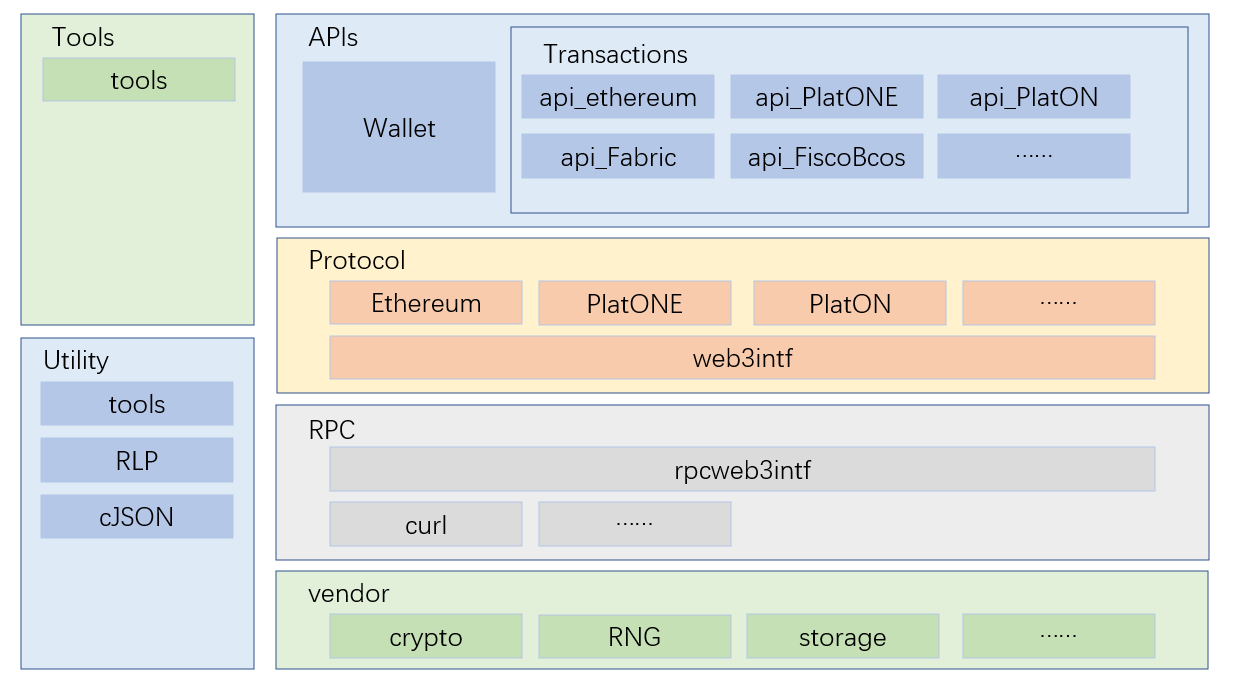 Tools
tools
Utility
tools
RLP
cJSON
APIs
Wallet
Transactions
api_ethereum
api_PlatONE
api_PlatON
api_Fabric
api_FiscoBcos
……
Protocol
Ethereum
PlatONE
PlatON
……
web3intf
RPC
rpcweb3intf
curl
……
vendor
crypto
RNG
storage
……